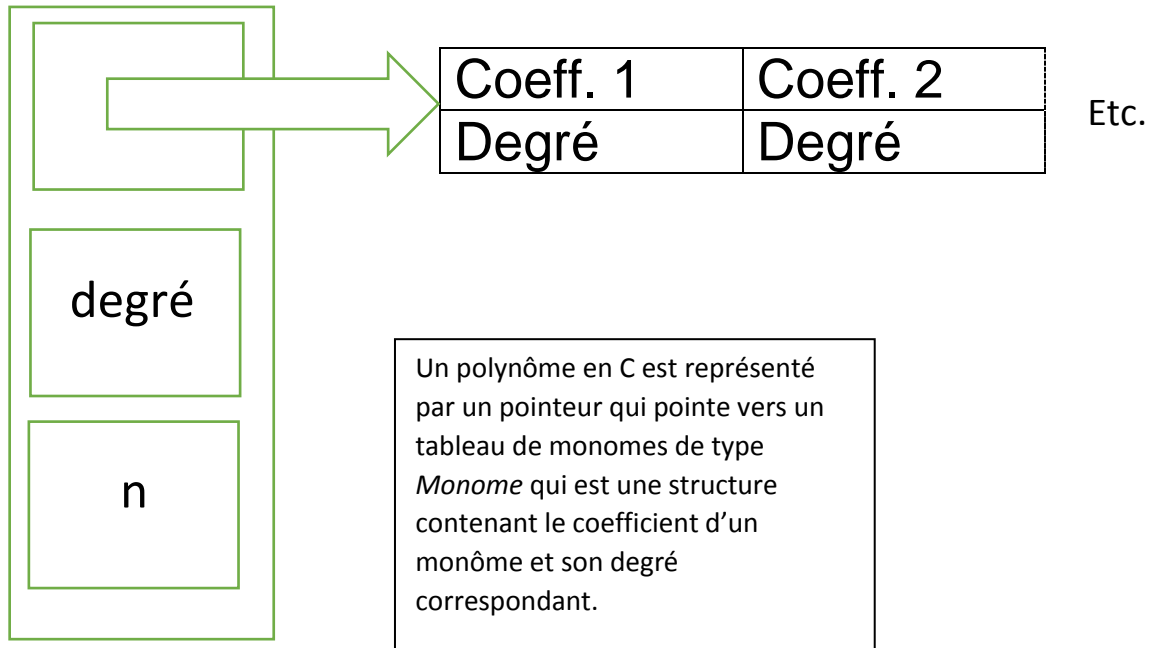 Coeff. 1 Coeff. 2
Degré Degré
Etc.
degré
n
Un polynôme en C est représenté
par un pointeur qui pointe vers un
tableau de monomes de type
Monome qui est une structure
contenant le coefficient d’un
monôme et son degré
correspondant.